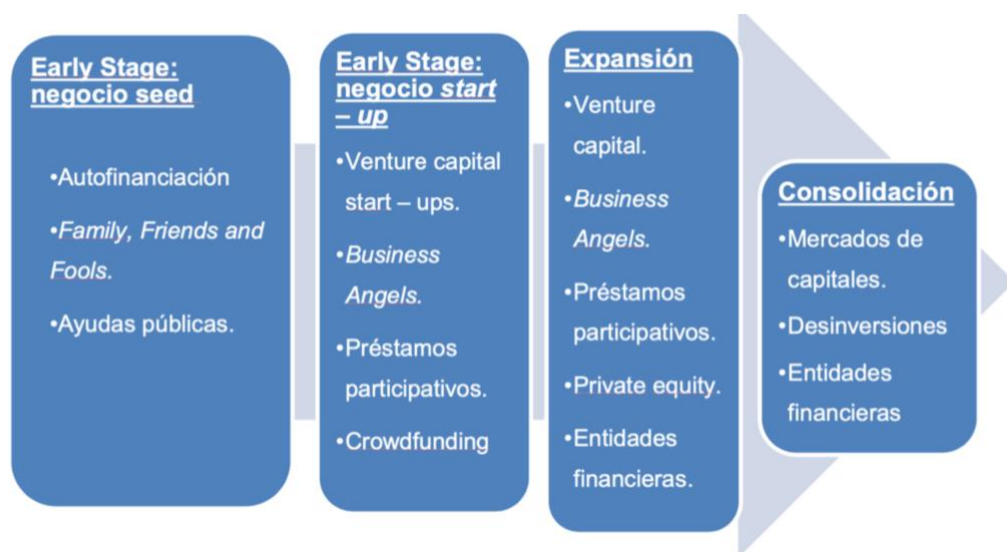 Early Stage:
negocio seed
•Autofinanciación
•Family, Friends and
Fools.
•Ayudas públicas.
Early Stage:
negocio start
– up
•Venture capital
start – ups.
•Business
Angels.
•Préstamos
participativos.
•Crowdfunding
Expansión
•Venture
capital.
•Business
Angels.
•Préstamos
participativos.
•Private equity.
•Entidades
financieras.
Consolidación
•Mercados de
capitales.
•Desinversiones
•Entidades
financieras